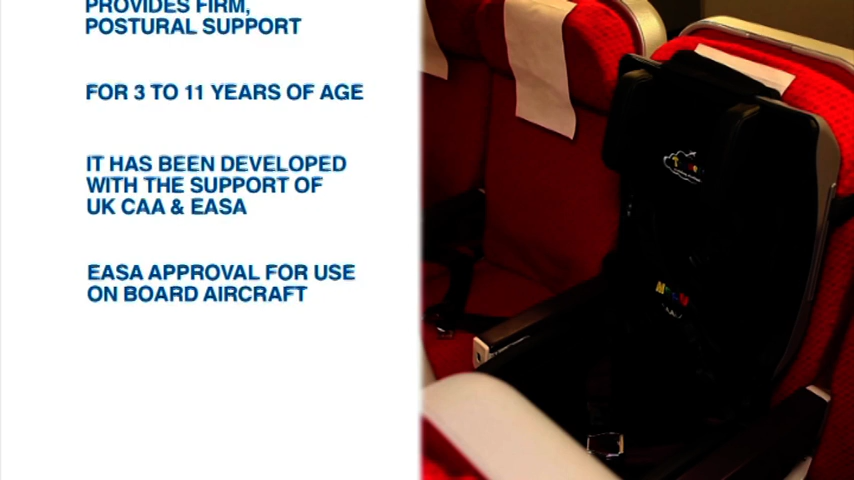 PROVIDES FIRM,
POSTURAL SUPPORT
FOR 3 TO 11 YEARS OF AGE
IT HAS BEEN DEVELOPED
WITH THE SUPPORT OF
UK CAA & EASA
EASA APPROVAL FOR USE
ON BOARD AIRCRAFT